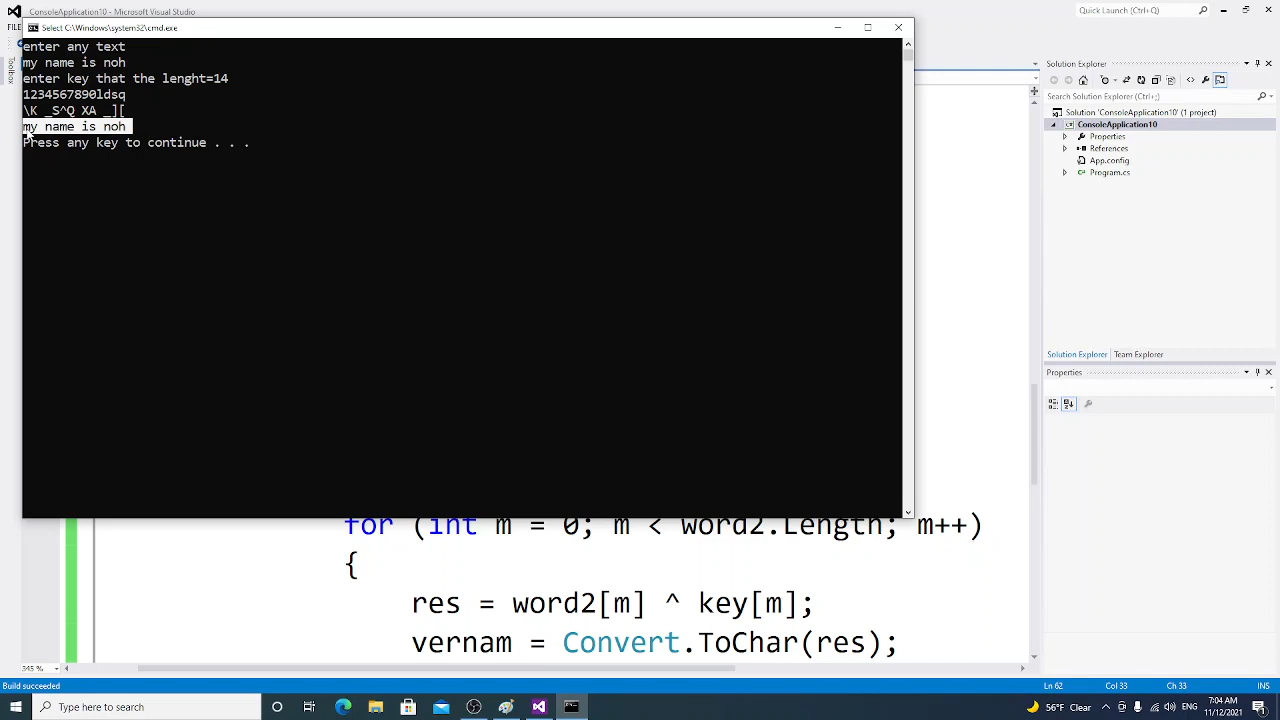 ConsoleApplication10 - Microsoft Visual Studio
Quick Launch (Ctrl+Q)
FILE
Select C:\Windows\system32\cmd.exe
Toolbox
enter any text
my name is noh
enter key that the lenght=14
1234567890ldsq
\K _S^Q XA _][
my name is noh
Press any key to continue . . .
Solution Explorer
Search Solution Explorer (Ctrl+;)
Solution 'ConsoleApplication10' (1 project)
ConsoleApplication10
Properties
References
App.config
C# Program.cs
Solution Explorer
Team Explorer
Properties
for (int m = 0; m < word2.Length; m++)
{
res = word2[m] ^ key[m];
vernam = Convert.ToChar(res);
Build succeeded
Ln 62
Col 33
Ch 33
INS
Type here to search
56°F Clear
7:04 AM
11/12/2021